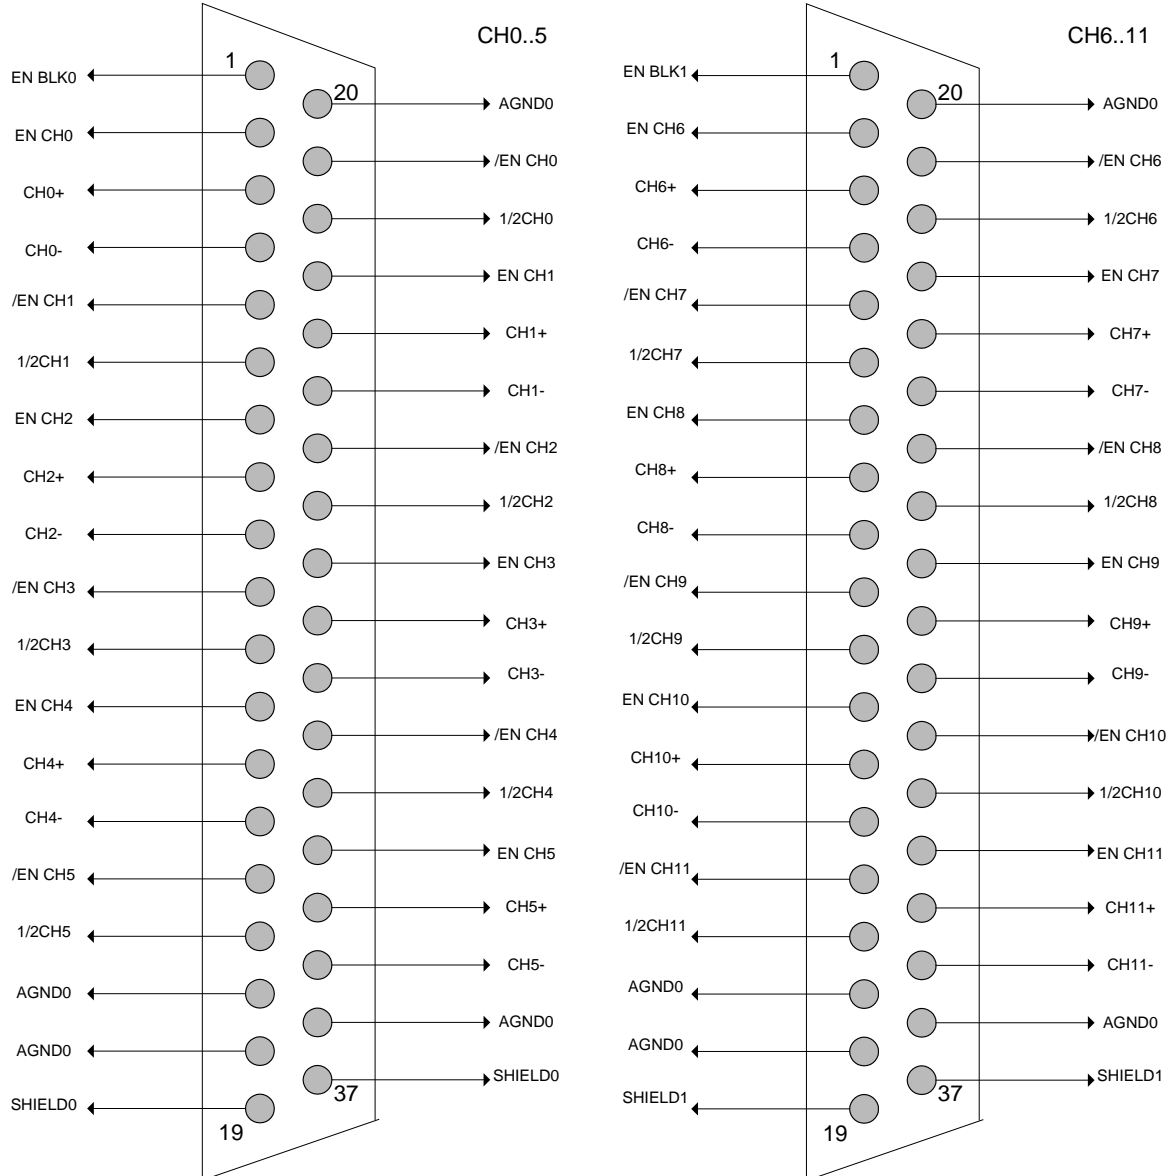 CH0..5
1
EN BLK0
20
AGND0
EN CH0
/EN CH0
CH0+
1/2CH0
CH0-
EN CH1
/EN CH1
CH1+
1/2CH1
CH1-
EN CH2
/EN CH2
CH2+
1/2CH2
CH2-
EN CH3
/EN CH3
CH3+
1/2CH3
CH3-
EN CH4
/EN CH4
CH4+
1/2CH4
CH4-
EN CH5
/EN CH5
CH5+
1/2CH5
CH5-
AGND0
AGND0
AGND0
SHIELD0
37
SHIELD0
19
CH6..11
1
EN BLK1
20
AGND0
EN CH6
/EN CH6
CH6+
1/2CH6
CH6-
EN CH7
/EN CH7
CH7+
1/2CH7
CH7-
EN CH8
/EN CH8
CH8+
1/2CH8
CH8-
EN CH9
/EN CH9
CH9+
1/2CH9
CH9-
EN CH10
/EN CH10
CH10+
1/2CH10
CH10-
EN CH11
/EN CH11
CH11+
1/2CH11
CH11-
AGND0
AGND0
AGND0
SHIELD1
37
SHIELD1
19